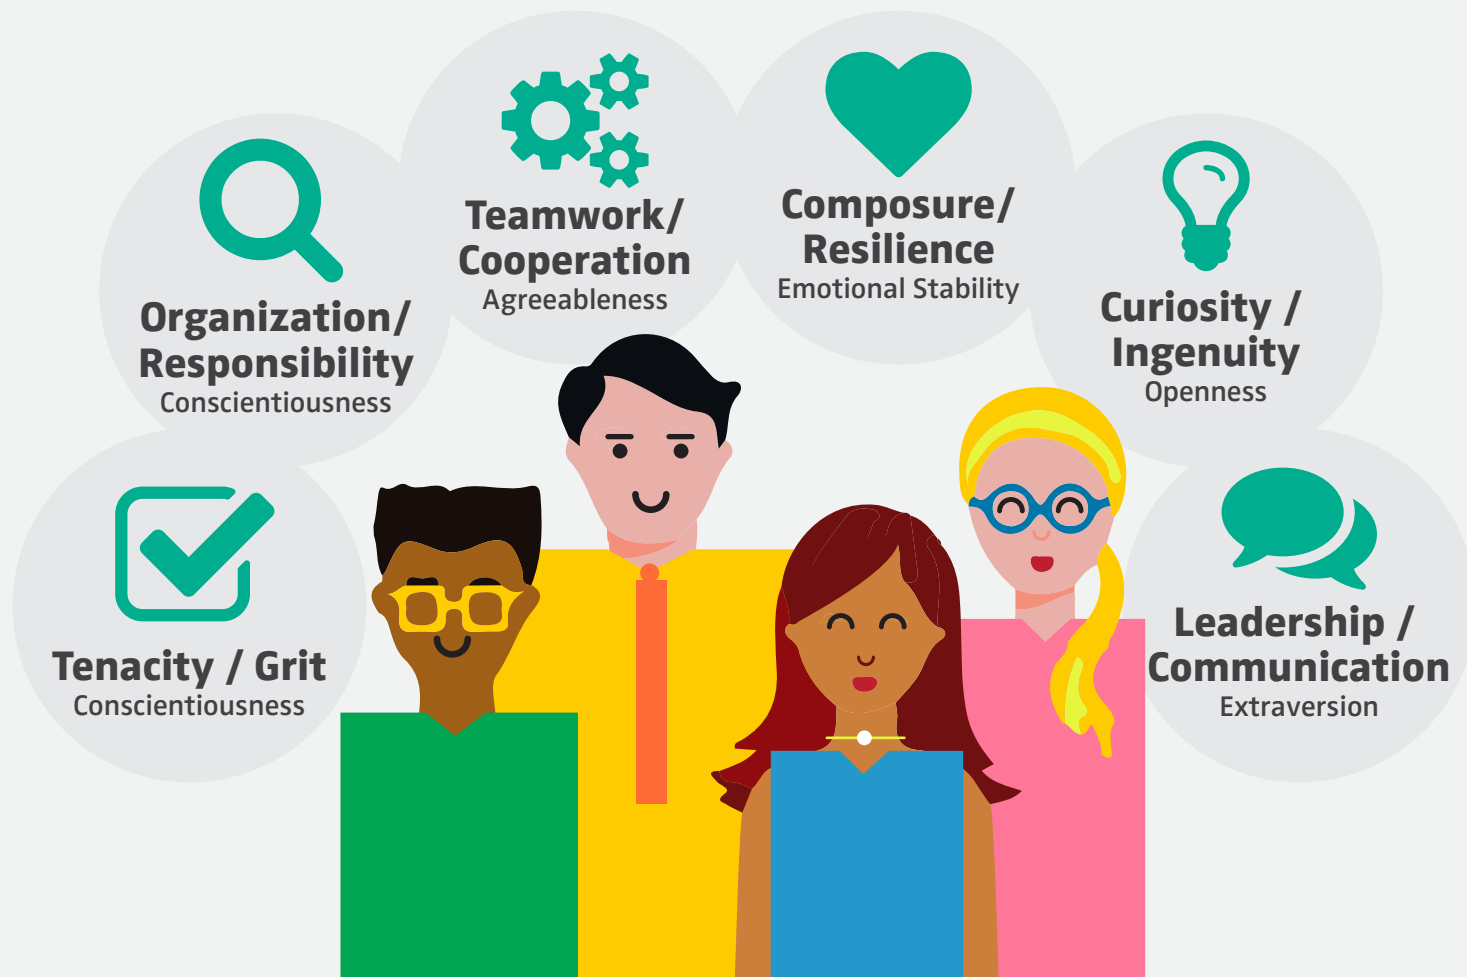 Tenacity / Grit
Conscientiousness
Organization/
Responsibility
Conscientiousness
Teamwork/
Cooperation
Agreeableness
Composure/
Resilience
Emotional Stability
Curiosity /
Ingenuity
Openness
Leadership /
Communication
Extraversion